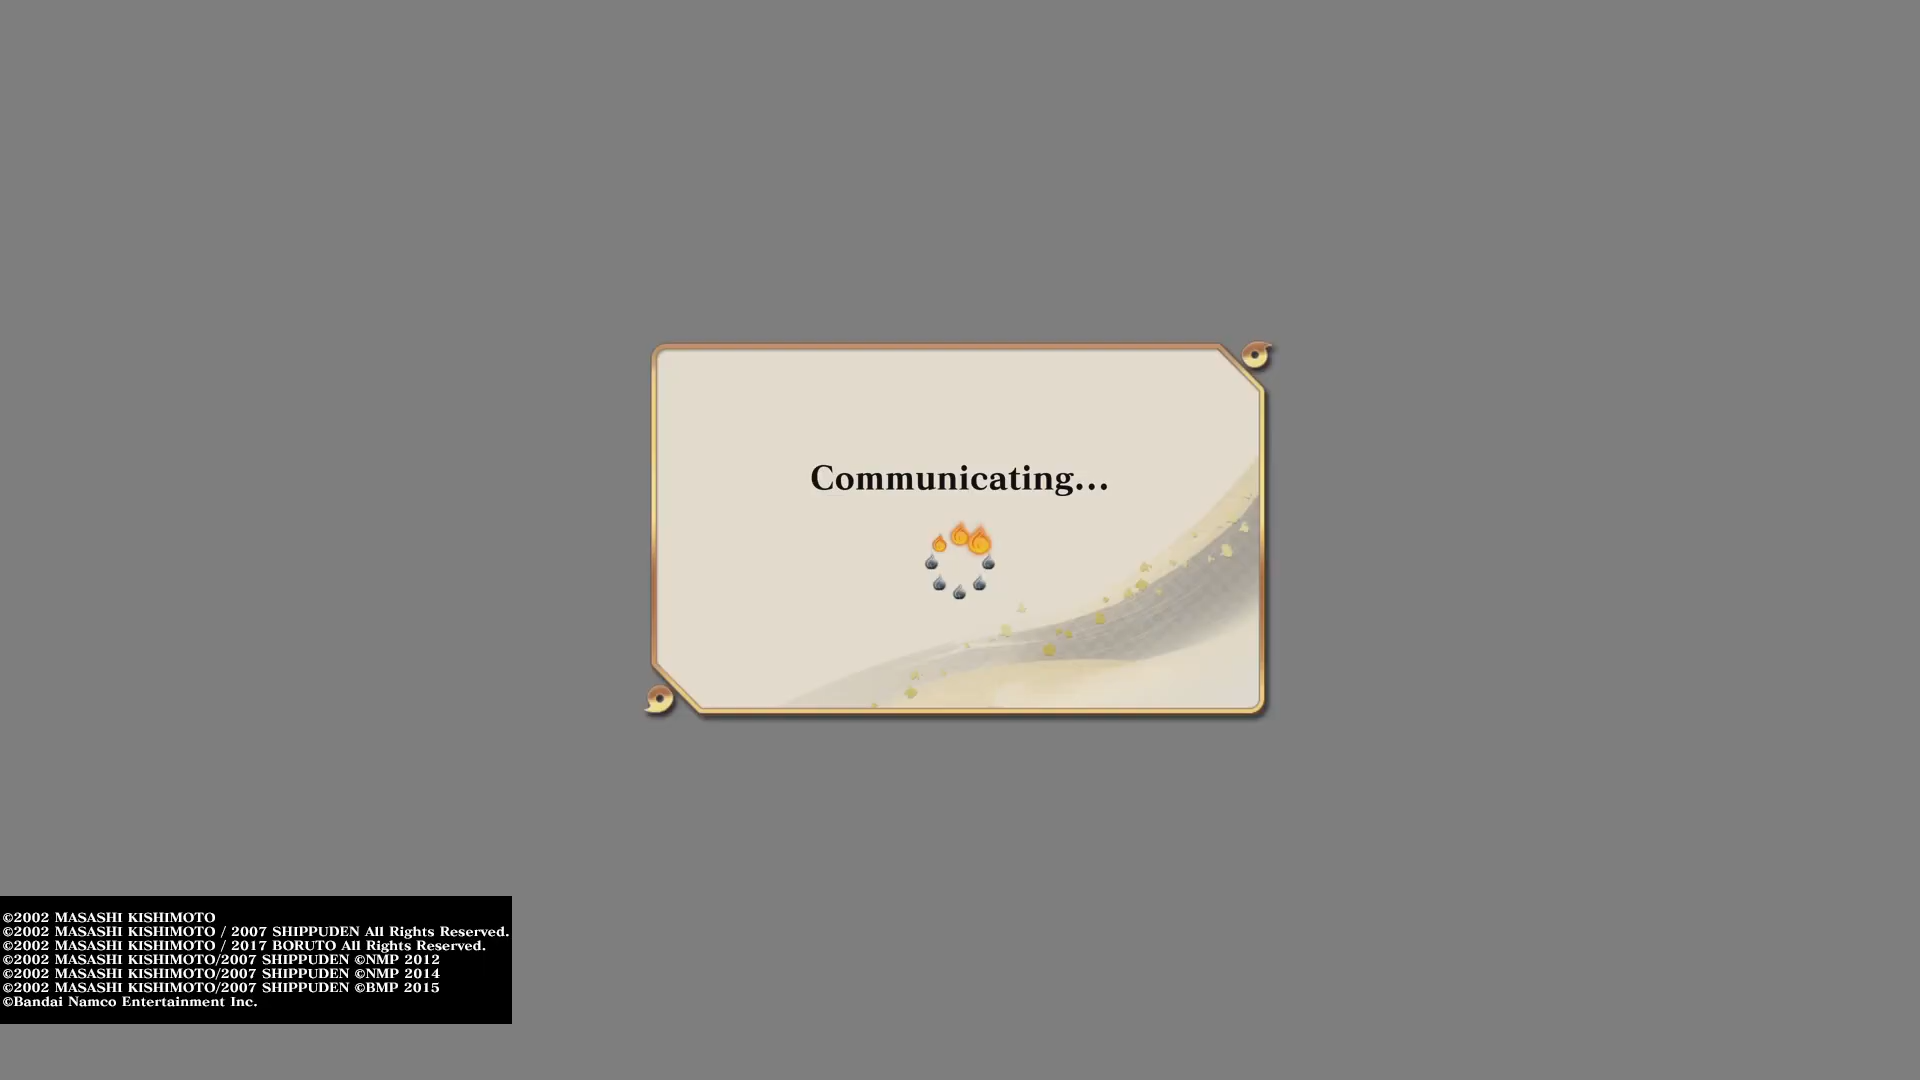 Communicating...
©2002 MASASHI KISHIMOTO
©2002 MASASHI KISHIMOTO / 2007 SHIPPUDEN All Rights Reserved.
©2002 MASASHI KISHIMOTO / 2017 BORUTO All Rights Reserved.
©2002 MASASHI KISHIMOTO/2007 SHIPPUDEN ©NMP 2012
©2002 MASASHI KISHIMOTO/2007 SHIPPUDEN ©NMP 2014
©2002 MASASHI KISHIMOTO/2007 SHIPPUDEN ©BMP 2015
©Bandai Namco Entertainment Inc.